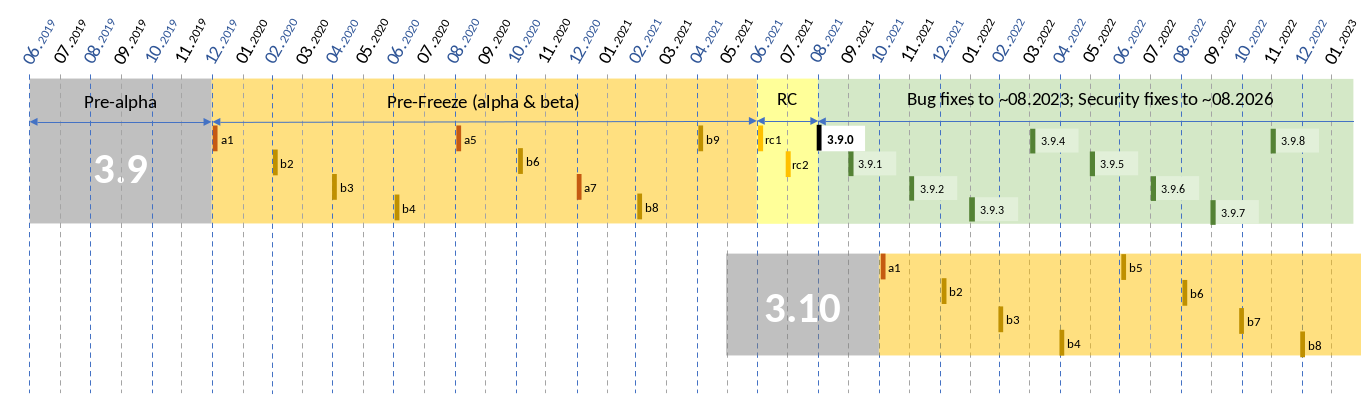 06.2019 07.2019 08.2019 09.2019 10.2019 11.2019 12.2019 01.2020 02.2020 03.2020 04.2020 05.2020 06.2020 07.2020 08.2020 09.2020 10.2020 11.2020 12.2020 01.2021 02.2021 03.2021 04.2021 05.2021 06.2021 07.2021 08.2021 09.2021 10.2021 11.2021 12.2021 01.2022 02.2022 03.2022 04.2022 05.2022 06.2022 07.2022 08.2022 09.2022 10.2022 11.2022 12.2022 01.2023
Pre-alpha
Pre-Freeze (alpha & beta)
RC
Bug fixes to ~08.2023; Security fixes to ~08.2026
3.9
a1
b2
b3
b4
a5
b6
a7
b8
b9
rc1
rc2
3.9.0
3.9.1
3.9.2
3.9.3
3.9.4
3.9.5
3.9.6
3.9.7
3.9.8
3.10
a1
b2
b3
b4
b5
b6
b7
b8